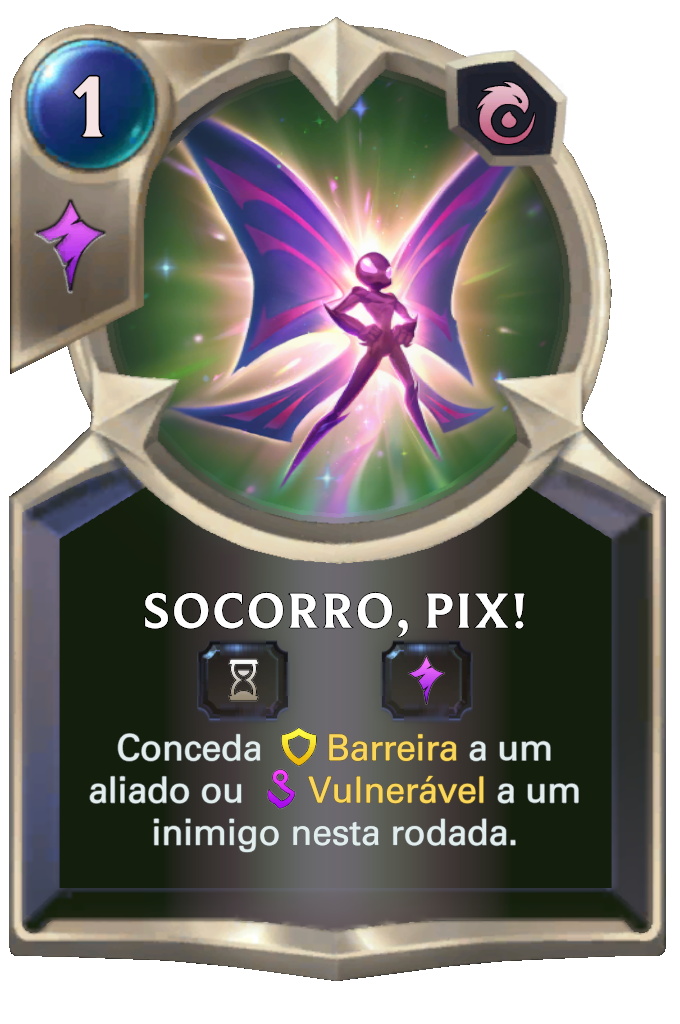 1
SOCORRO, PIX!
Conceda Barreira a um
aliado ou Vulnerável a um
inimigo nesta rodada.